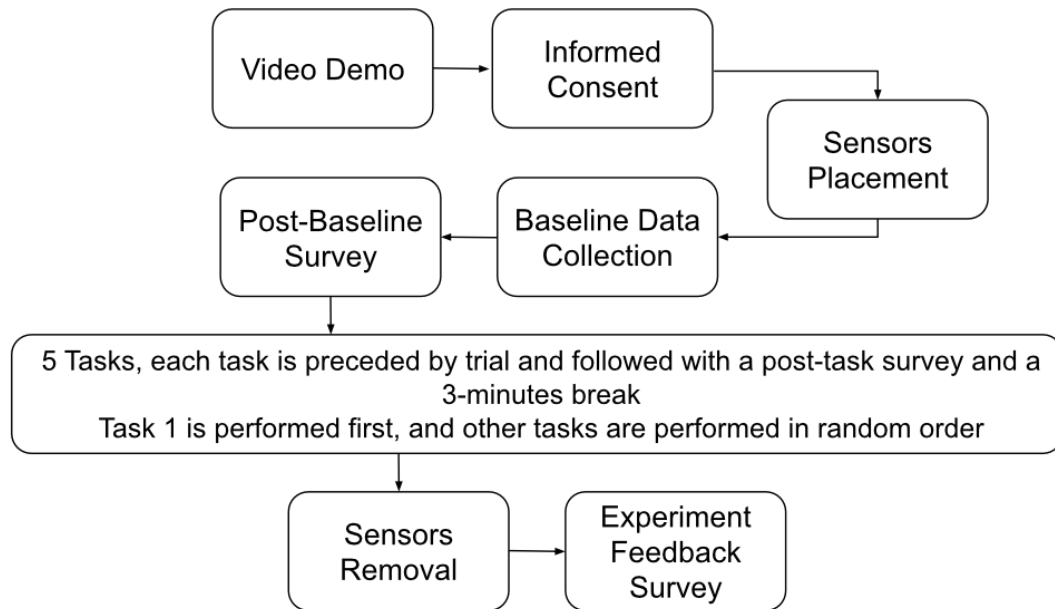 Video Demo
Informed
Consent
Sensors
Placement
Baseline Data
Collection
Post-Baseline
Survey
5 Tasks, each task is preceded by trial and followed with a post-task survey and a
3-minutes break
Task 1 is performed first, and other tasks are performed in random order
Sensors
Removal
Experiment
Feedback
Survey